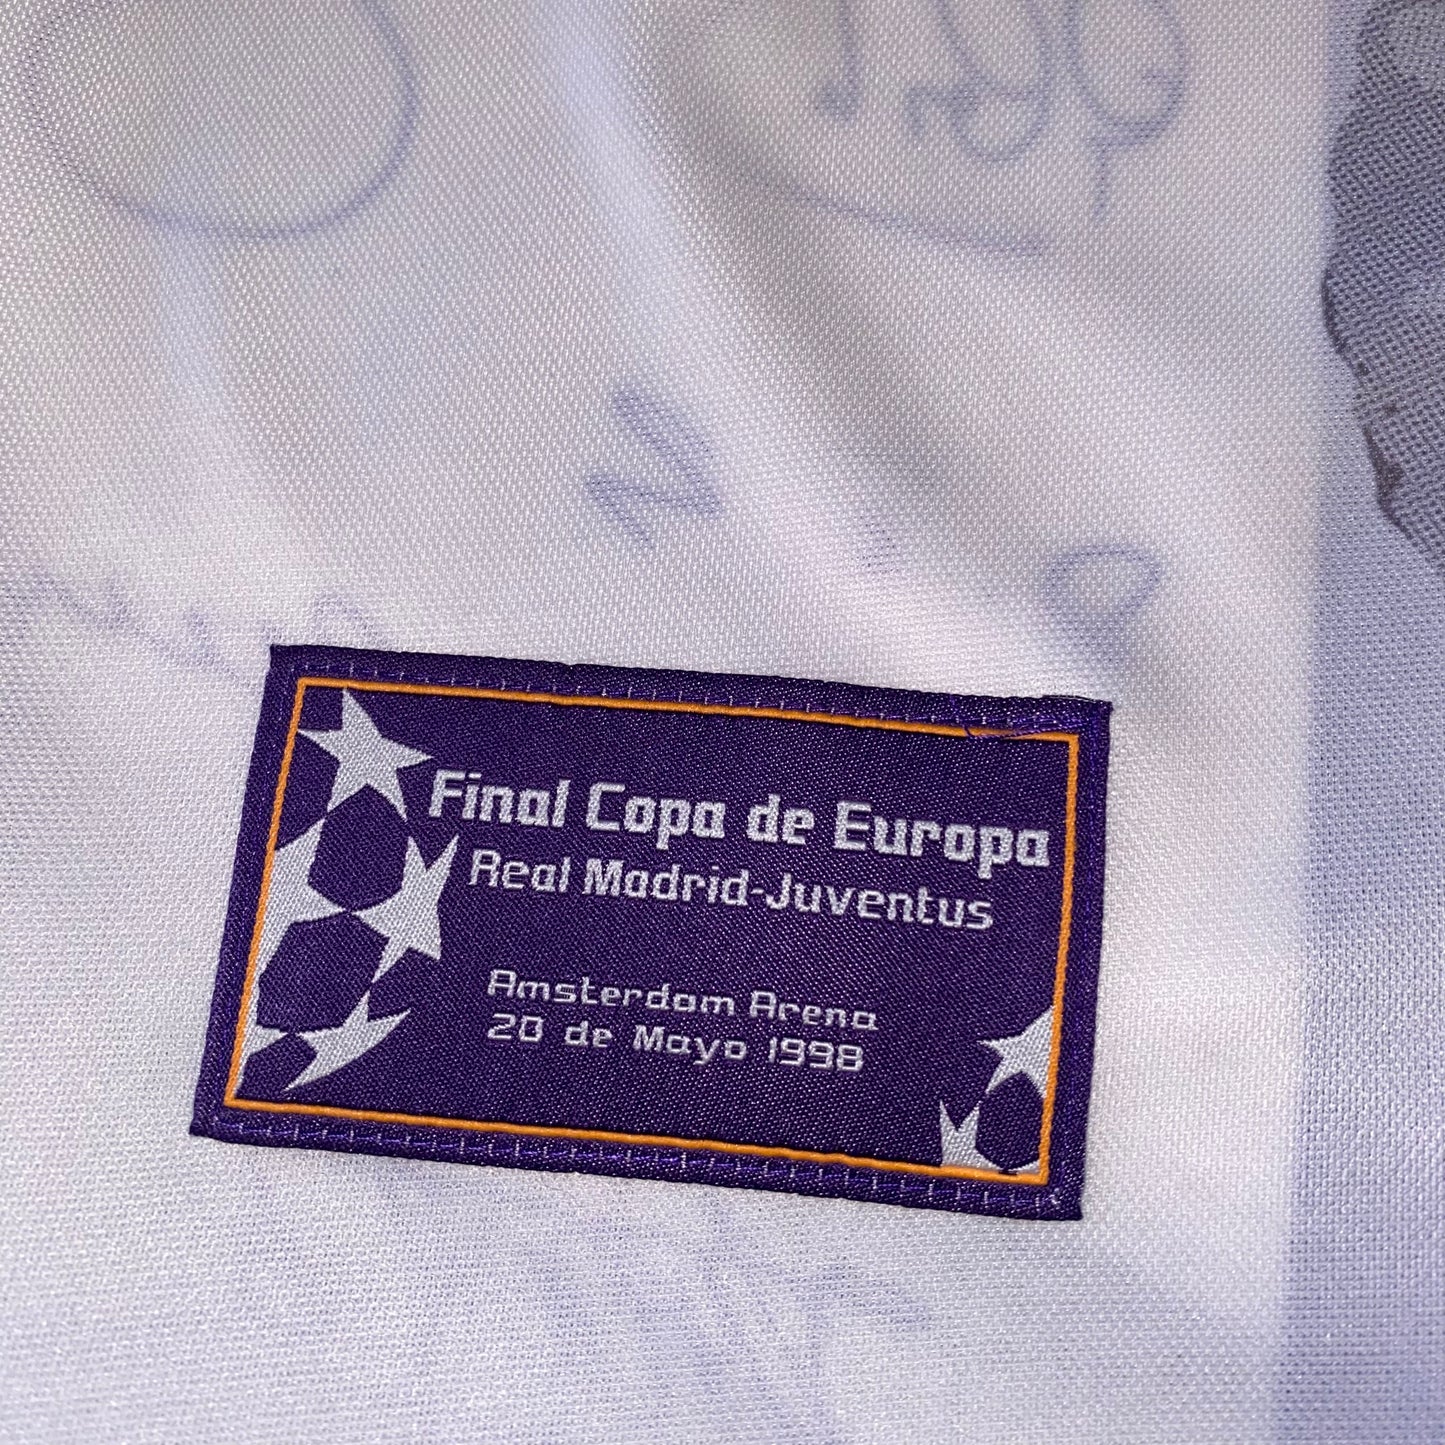 Final Copa de Europa
Real Madrid-Juventus
Amsterdam Arena
20 de Mayo 1998